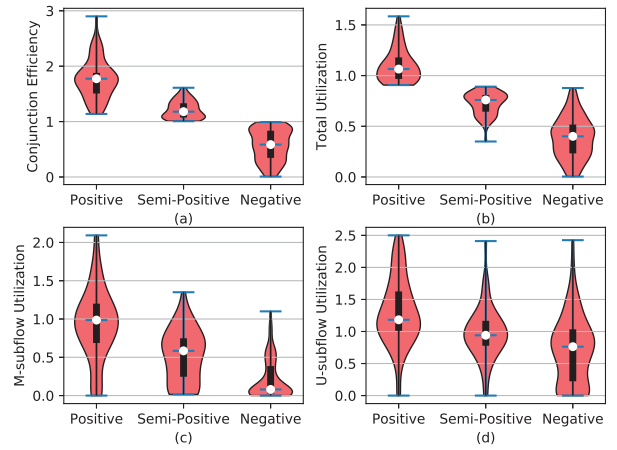 Conjunction Efficiency
3
2
1
0
Positive Semi-Positive Negative
(a)
Total Utilization
1.5
1.0
0.5
0.0
Positive Semi-Positive Negative
(b)
M-subflow Utilization
2.0
1.5
1.0
0.5
0.0
Positive Semi-Positive Negative
(c)
U-subflow Utilization
2.5
2.0
1.5
1.0
0.5
0.0
Positive Semi-Positive Negative
(d)